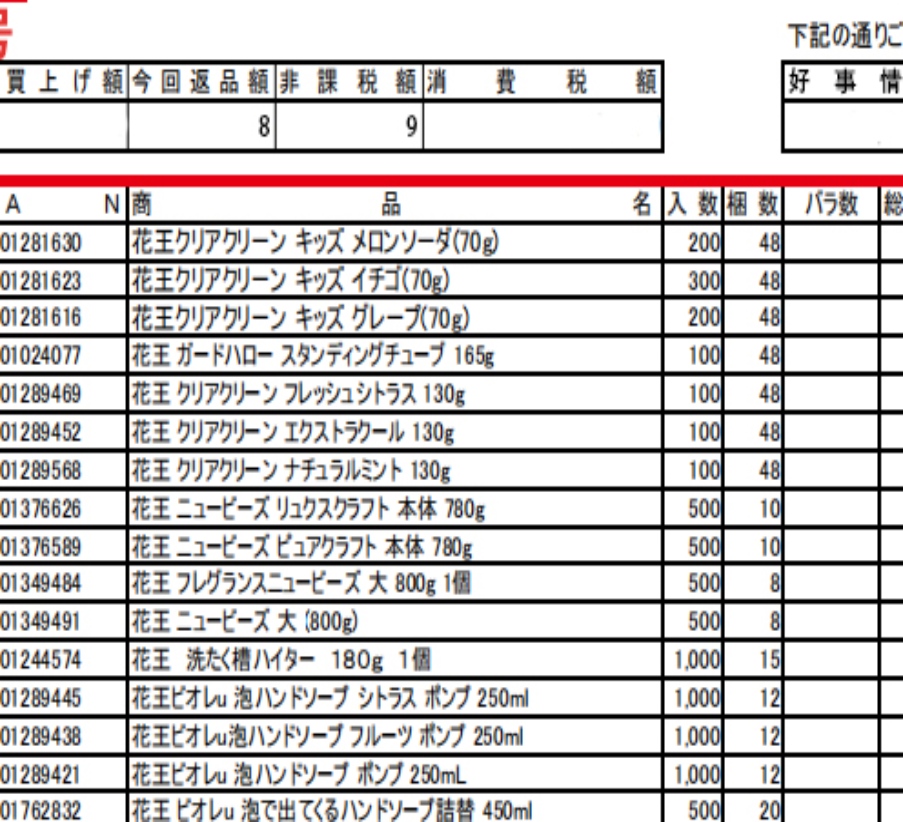 号
下記の通りご
買上げ額 今回返品額 非課税額 消費税額 好事情
8 9
A N 商品名 入数 梱数 バラ数 総
01281630 花王クリアクリーン キッズ メロンソーダ(70g) 200 48
01281623 花王クリアクリーン キッズ イチゴ(70g) 300 48
01281616 花王クリアクリーン キッズ グレープ(70g) 200 48
01024077 花王 ガードハロー スタンディングチューブ 165g 100 48
01289469 花王 クリアクリーン フレッシュシトラス 130g 100 48
01289452 花王 クリアクリーン エクストラクール 130g 100 48
01289568 花王 クリアクリーン ナチュラルミント 130g 100 48
01376626 花王 ニュービーズ リュクスクラフト 本体 780g 500 10
01376589 花王 ニュービーズ ピュアクラフト 本体 780g 500 10
01349484 花王 フレグランスニュービーズ 大 800g 1個 500 8
01349491 花王 ニュービーズ 大 (800g) 500 8
01244574 花王 洗たく槽ハイター 180g 1個 1,000 15
01289445 花王ビオレu 泡ハンドソープ シトラス ポンプ 250ml 1,000 12
01289438 花王ビオレu泡ハンドソープ フルーツ ポンプ 250ml 1,000 12
01289421 花王ビオレu 泡ハンドソープ ポンプ 250mL 1,000 12
01762832 花王 ビオレu 泡で出てくるハンドソープ詰替 450ml 500 20